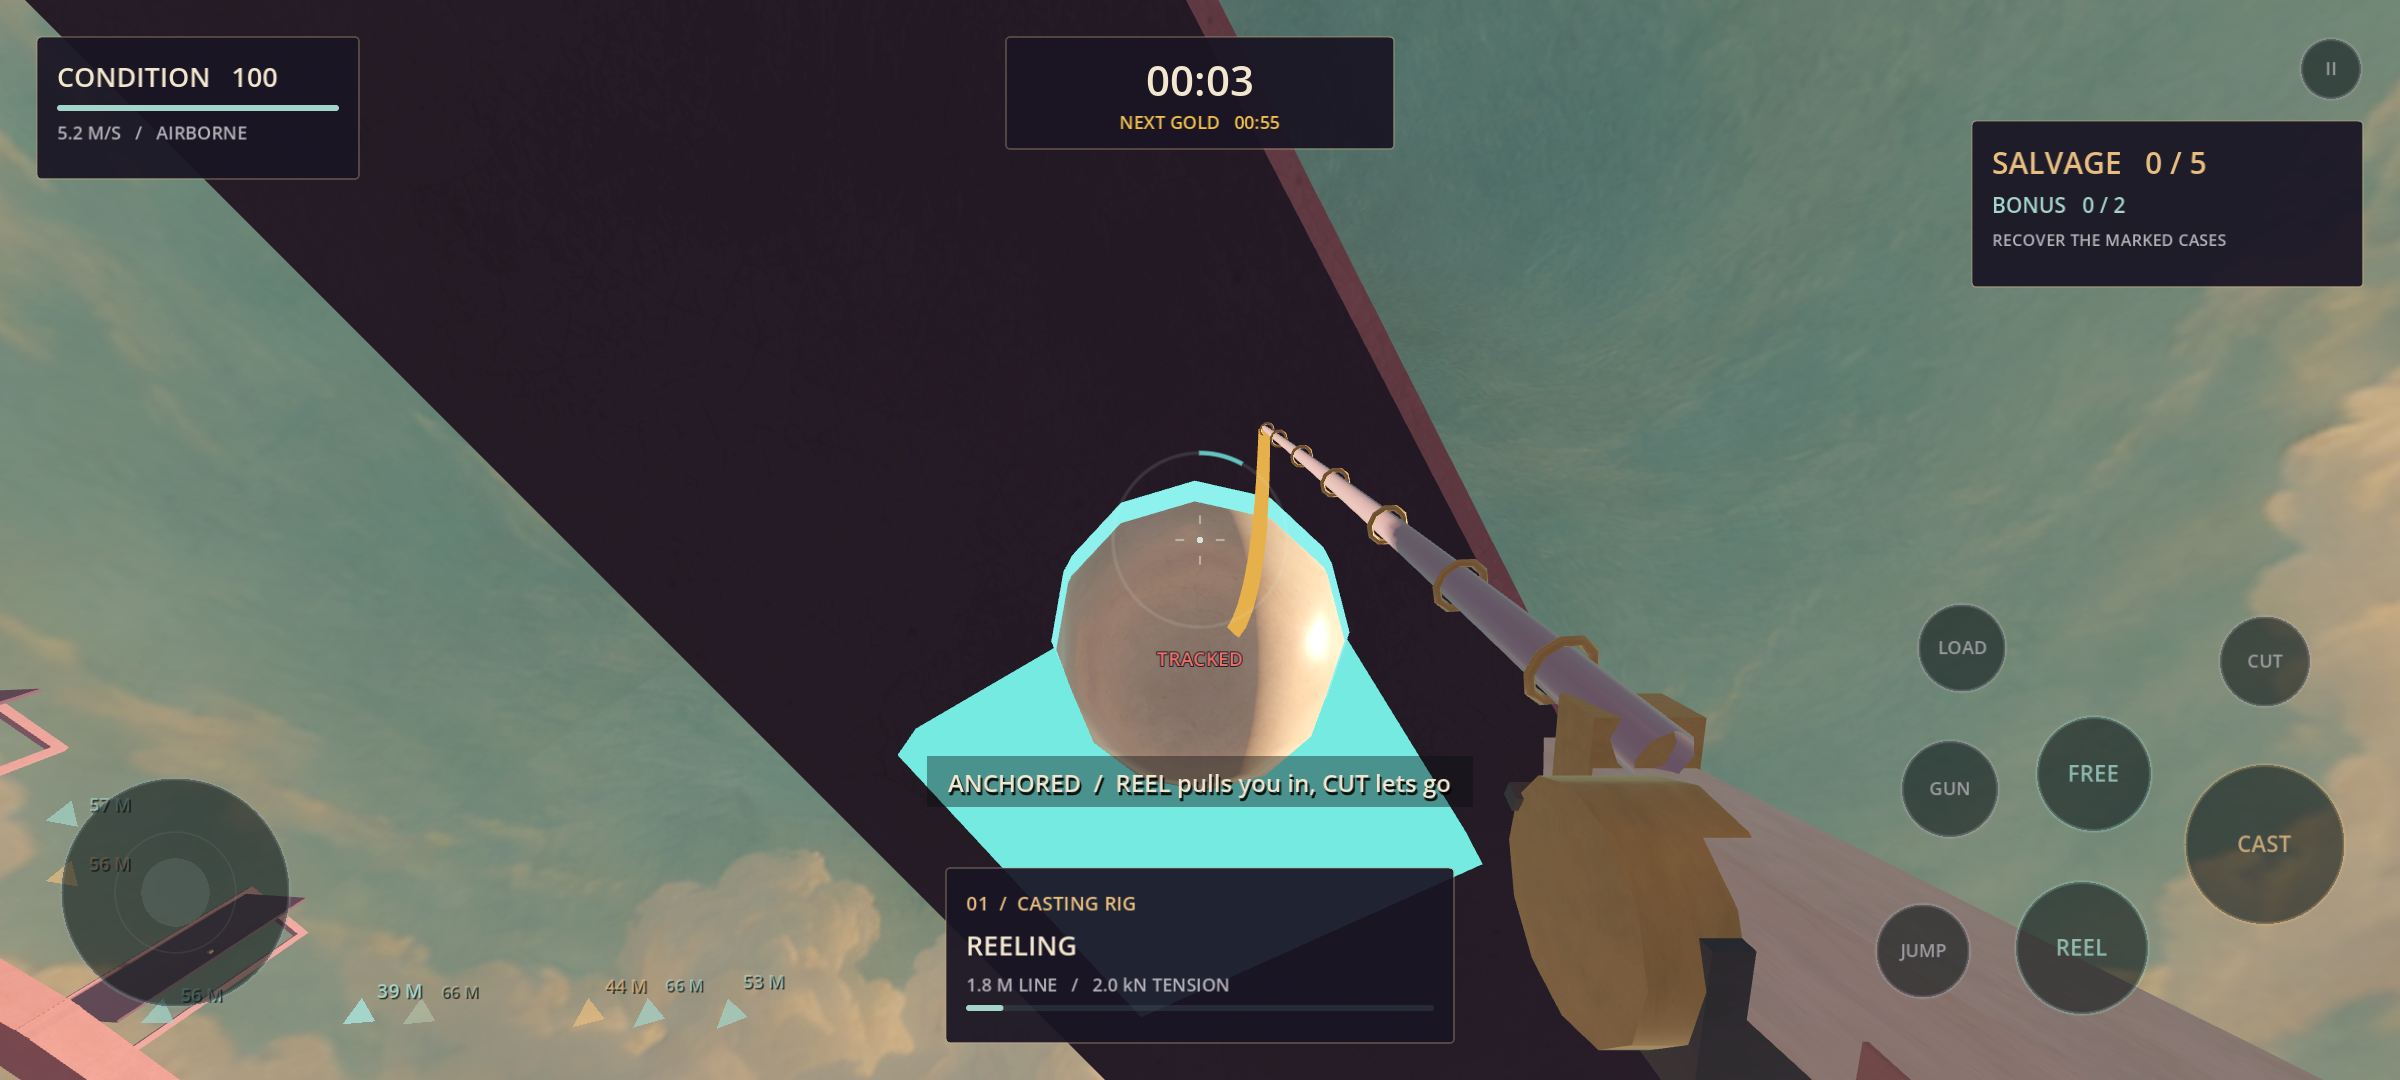 CONDITION 100
5.2 M/S / AIRBORNE
00:03
NEXT GOLD 00:55
II
SALVAGE 0 / 5
BONUS 0 / 2
RECOVER THE MARKED CASES
TRACKED
ANCHORED / REEL pulls you in, CUT lets go
01 / CASTING RIG
REELING
1.8 M LINE / 2.0 kN TENSION
57 M
56 M
56 M
39 M
66 M
44 M
66 M
53 M
LOAD
CUT
GUN
FREE
CAST
JUMP
REEL